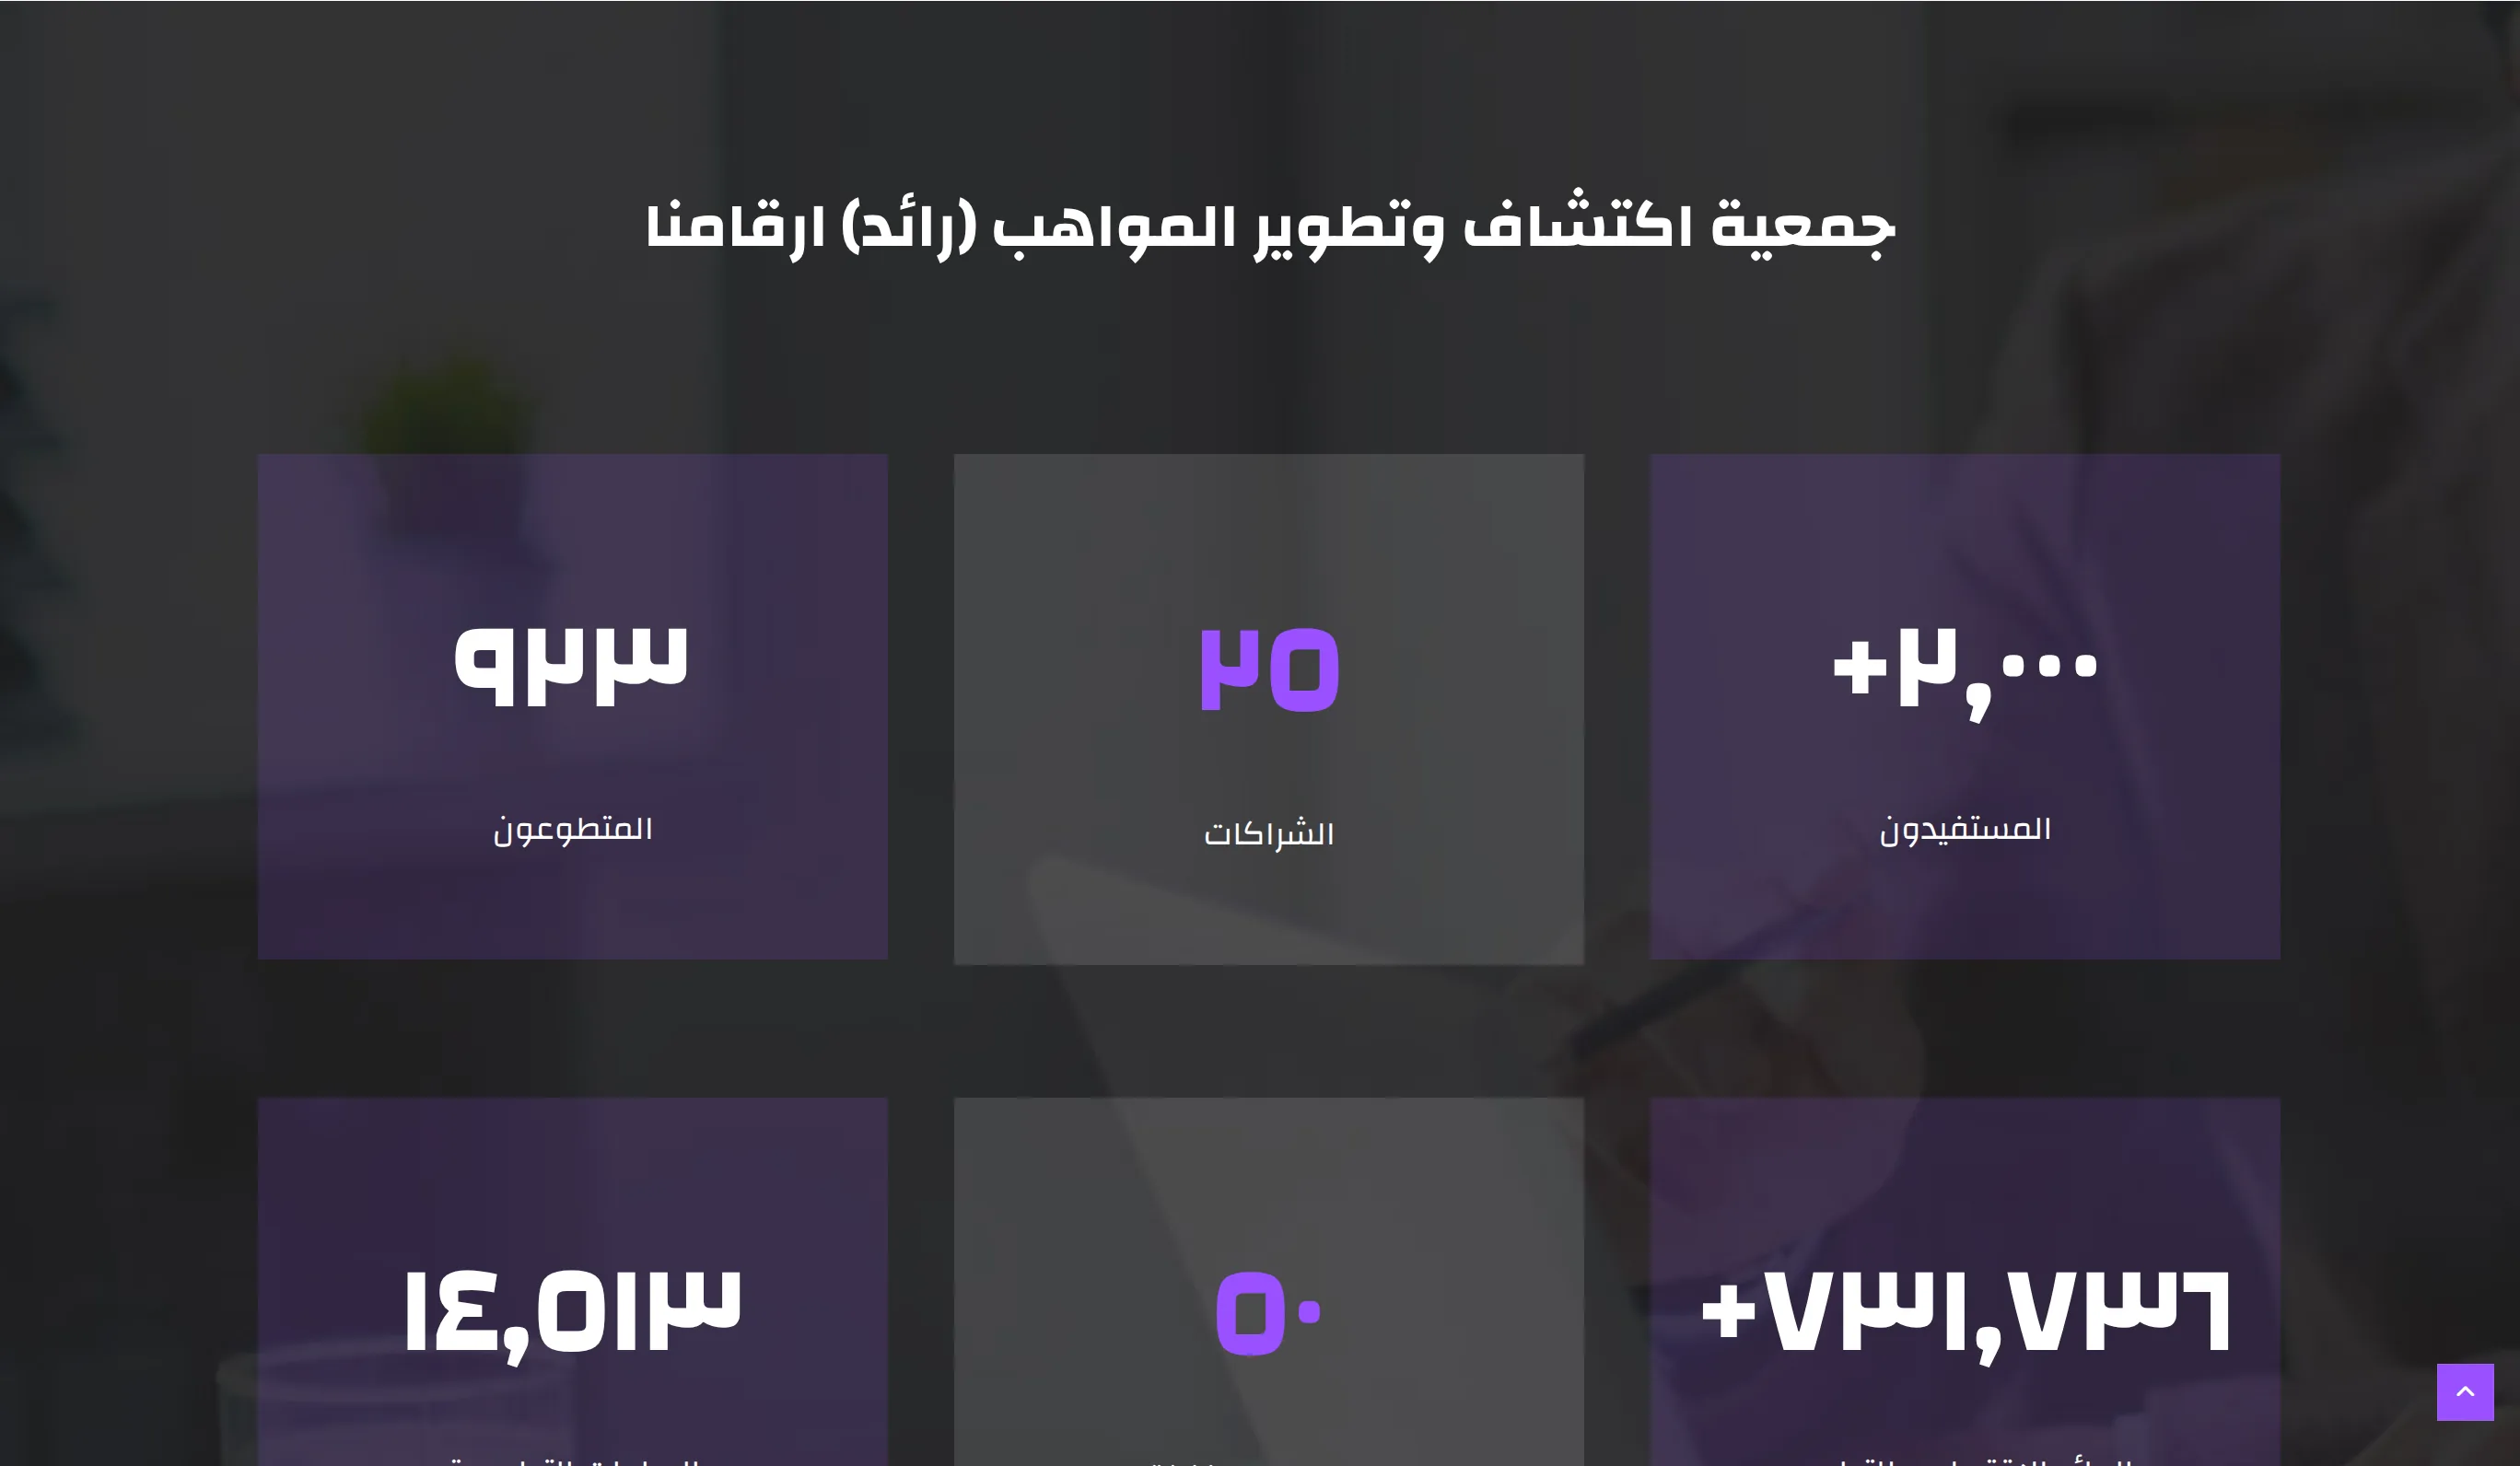 جمعية اكتشاف وتطوير المواهب (رائد) ارقامنا
+٢,٠٠٠
المستفيدون
٢٥
الشراكات
٩٢٣
المتطوعون
+٧٣١,٧٣٦
٥٠
١٤,٥١٣